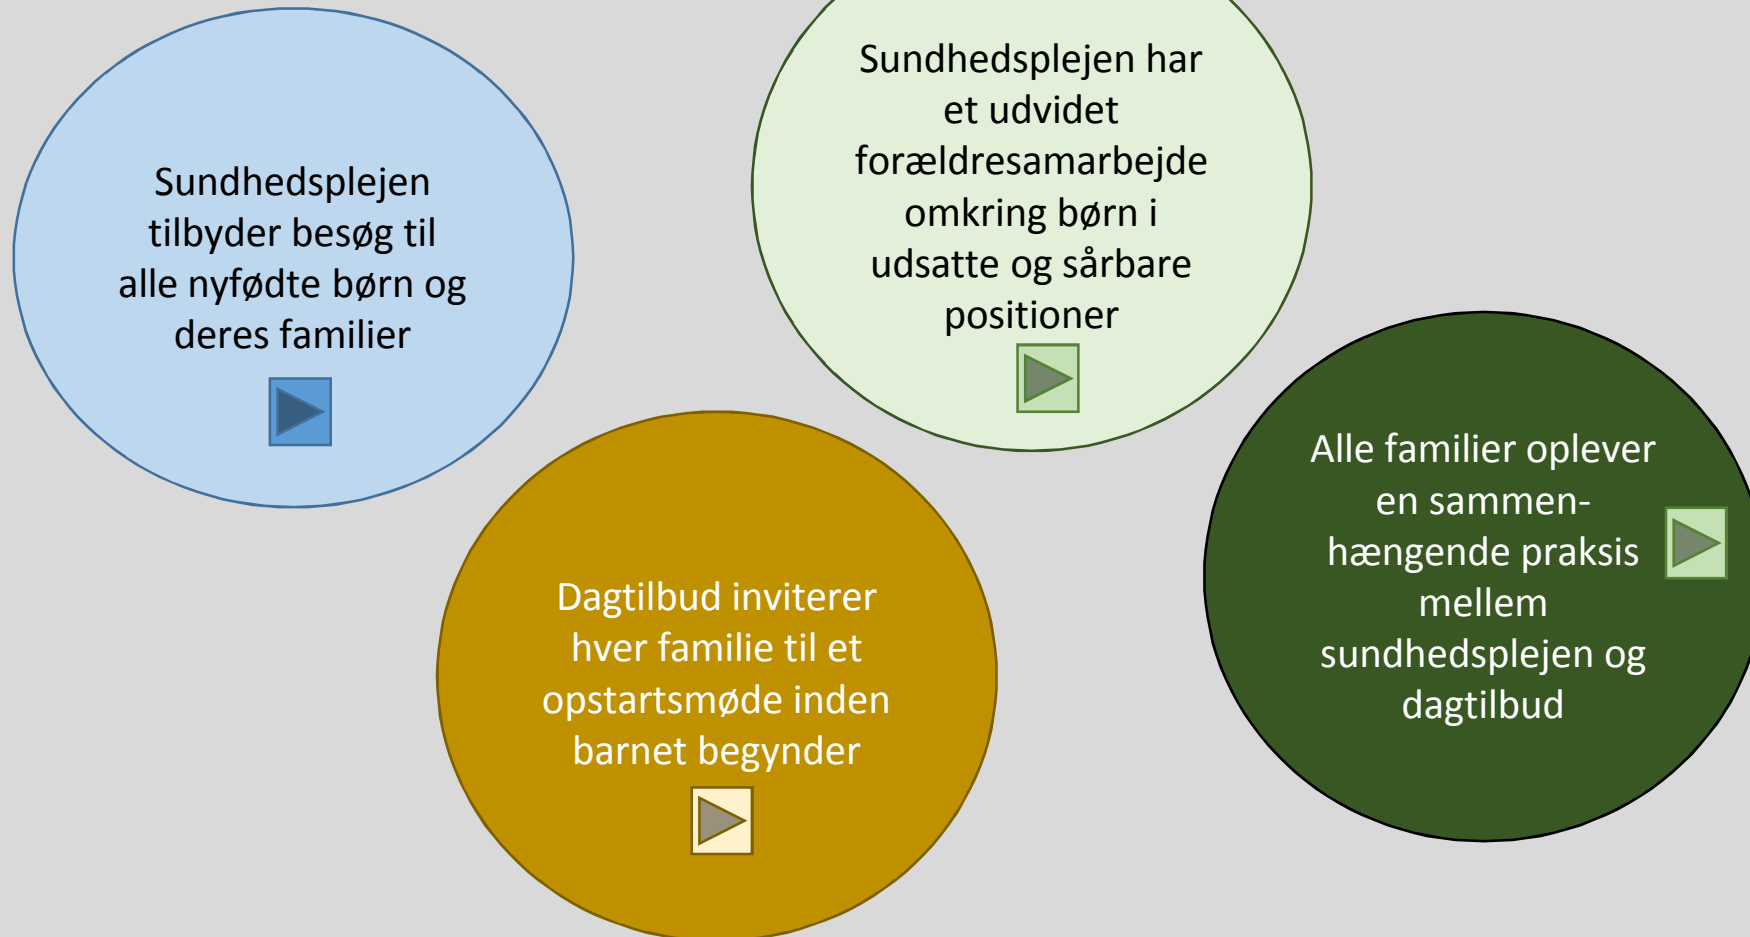 Sundhedsplejen
tilbyder besøg til
alle nyfødte børn og
deres familier
Sundhedsplejen har
et udvidet
forældresamarbejde
omkring børn i
udsatte og sårbare
positioner
Dagtilbud inviterer
hver familie til et
opstartsmøde inden
barnet begynder
Alle familier oplever
en sammen-
hængende praksis
mellem
sundhedsplejen og
dagtilbud